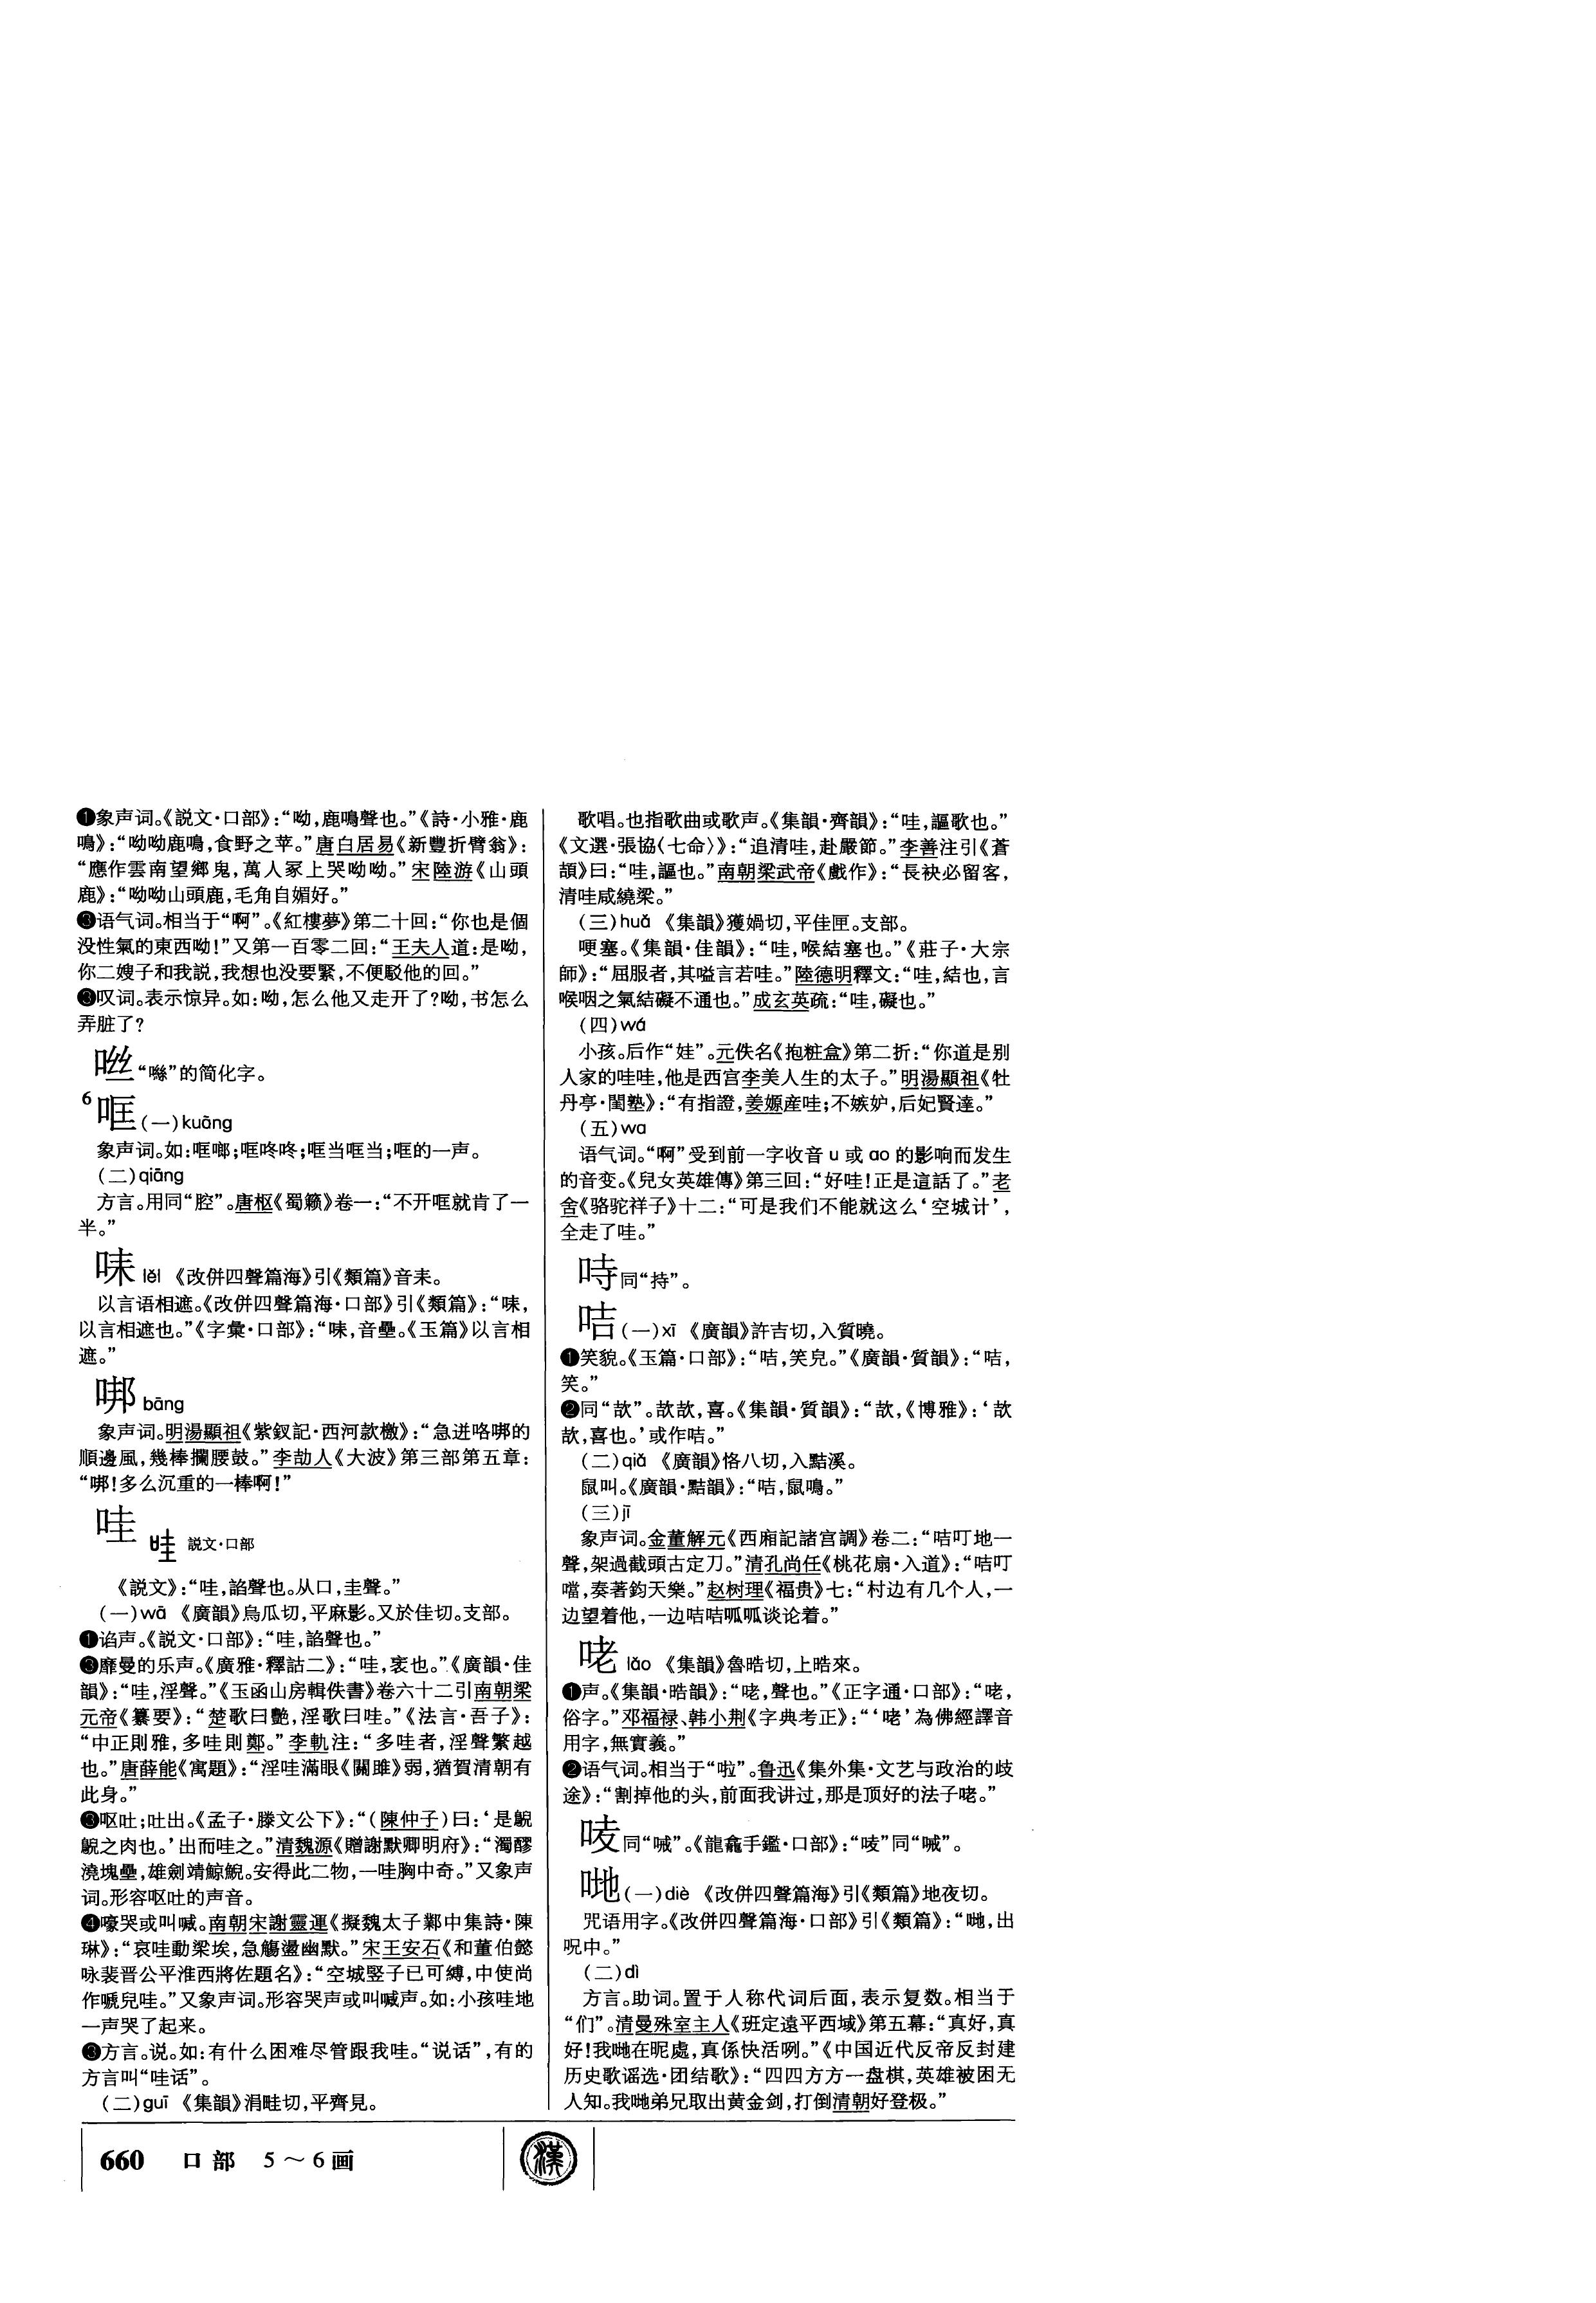 ❶象声词。《説文·口部》：“呦，鹿鳴聲也。”《詩·小雅·鹿
鳴》：“呦呦鹿鳴，食野之苹。”唐白居易《新豐折臂翁》：
“應作雲南望鄉鬼，萬人冢上哭呦呦。”宋陸游《山頭
鹿》：“呦呦山頭鹿，毛角自媚好。”
❸语气词。相当于“啊”。《紅樓夢》第二十回：“你也是個
没性氣的東西呦！”又第一百零二回：“王夫人道：是呦，
你二嫂子和我説，我想也没要緊，不便駁他的回。”
❸叹词。表示惊异。如：呦，怎么他又走开了？呦，书怎么
弄脏了？
咝“噝”的简化字。
6
哐(一)kuāng
象声词。如：哐啷；哐咚咚；哐当哐当；哐的一声。
(二)qiāng
方言。用同“腔”。唐枢《蜀籁》卷一：“不开哐就肯了一
半。”
lěi 《改併四聲篇海》引《類篇》音耒。
以言语相遮。《改併四聲篇海·口部》引《類篇》：“
以言相遮也。”《字彙·口部》：“音壘。《玉篇》以言相
遮。”
哪 bāng
象声词。明湯顯祖《紫釵記·西河款檄》：“急迸咯的
順邊風，幾棒攔腰鼓。”李劼人《大波》第三部第五章：
“！多么沉重的一棒啊！”
哇 哇 説文·口部
《説文》：“哇，諂聲也。从口，圭聲。”
(一)wā 《廣韻》烏瓜切，平麻影。又於佳切。支部。
❶谄声。《説文·口部》：“哇，諂聲也。”
❸靡曼的乐声。《廣雅·釋詁二》：“哇，衺也。”《廣韻·佳
韻》：“哇，淫聲。”《玉函山房輯佚書》卷六十二引南朝梁
元帝《纂要》：“楚歌曰艷，淫歌曰哇。”《法言·吾子》：
“中正則雅，多哇則鄭。”李軌注：“多哇者，淫聲繁越
也。”唐薛能《寓題》：“淫哇滿眼《關雎》弱，猶賀清朝有
此身。”
❸呕吐；吐出。《孟子·滕文公下》：“(陳仲子)曰：‘是鶃
鶃之肉也。’出而哇之。”清魏源《贈謝默卿明府》：“濁醪
澆塊壘，雄劍靖鯨鯢。安得此二物，一哇胸中奇。”又象声
词。形容呕吐的声音。
❹嚎哭或叫喊。南朝宋謝靈運《擬魏太子鄴中集詩·陳
琳》：“哀哇動梁埃，急觴盪幽默。”宋王安石《和董伯懿
咏裴晋公平淮西將佐題名》：“空城竪子已可縛，中使尚
作嗁兒哇。”又象声词。形容哭声或叫喊声。如：小孩哇地
一声哭了起来。
❸方言。说。如：有什么困难尽管跟我哇。“说话”，有的
方言叫“哇话”。
(二)guī 《集韻》涓畦切，平齊見。
歌唱。也指歌曲或歌声。《集韻·齊韻》：“哇，謳歌也。”
《文選·張協〈七命〉》：“追清哇，赴嚴節。”李善注引《蒼
頡》曰：“哇，謳也。”南朝梁武帝《戲作》：“長袂必留客，
清哇咸繞梁。”
(三)huá 《集韻》獲媧切，平佳匣。支部。
哽塞。《集韻·佳韻》：“哇，喉結塞也。”《莊子·大宗
師》：“屈服者，其嗌言若哇。”陸德明釋文：“哇，結也，言
喉咽之氣結礙不通也。”成玄英疏：“哇，礙也。”
(四)wá
小孩。后作“娃”。元佚名《抱粧盒》第二折：“你道是别
人家的哇哇，他是西宫李美人生的太子。”明湯顯祖《牡
丹亭·閨塾》：“有指證，姜嫄産哇；不嫉妒，后妃賢達。”
(五)wa
语气词。“啊”受到前一字收音 u 或 ao 的影响而发生
的音变。《兒女英雄傳》第三回：“好哇！正是這話了。”老
舍《骆驼祥子》十二：“可是我们不能就这么‘空城计’，
全走了哇。”
㖷同“持”。
咭(一)xī 《廣韻》許吉切，入質曉。
❶笑貌。《玉篇·口部》：“咭，笑皃。”《廣韻·質韻》：“咭，
笑。”
❷同“㰦”。㰦㰦，喜。《集韻·質韻》：“㰦，《博雅》：‘㰦
㰦，喜也。’或作咭。”
(二)qiǎ 《廣韻》恪八切，入黠溪。
鼠叫。《廣韻·黠韻》：“咭，鼠鳴。”
(三)jī
象声词。金董解元《西廂記諸宫調》卷二：“咭叮地一
聲，架過截頭古定刀。”清孔尚任《桃花扇·入道》：“咭叮
噹，奏著鈞天樂。”赵树理《福贵》七：“村边有几个人，一
边望着他，一边咭咭呱呱谈论着。”
咾 lǎo 《集韻》魯晧切，上晧來。
❶声。《集韻·晧韻》：“咾，聲也。”《正字通·口部》：“咾，
俗字。”邓福禄、韩小荆《字典考正》：“‘咾’為佛經譯音
用字，無實義。”
❷语气词。相当于“啦”。鲁迅《集外集·文艺与政治的歧
途》：“割掉他的头，前面我讲过，那是顶好的法子咾。”
唛同“喊”。《龍龕手鑑·口部》：“”同“”。
哋(一)diè 《改併四聲篇海》引《類篇》地夜切。
咒语用字。《改併四聲篇海·口部》引《類篇》：“哋，出
呪中。”
(二)dì
方言。助词。置于人称代词后面，表示复数。相当于
“们”。清曼殊室主人《班定遠平西域》第五幕：“真好，真
好！我哋在呢處，真係快活咧。”《中国近代反帝反封建
历史歌谣选·团结歌》：“四四方方一盘棋，英雄被困无
人知。我哋弟兄取出黄金剑，打倒清朝好登极。”
660 口部 5～6画
漢